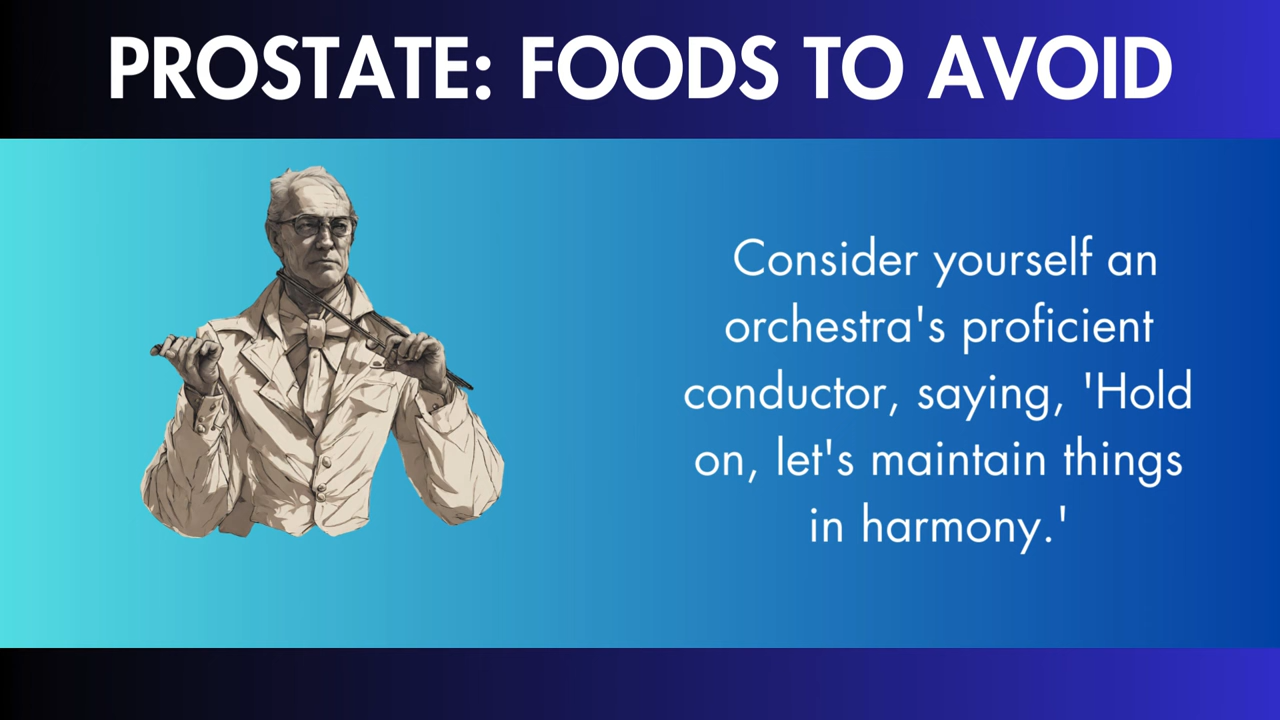 PROSTATE: FOODS TO AVOID
Consider yourself an
orchestra's proficient
conductor, saying, 'Hold
on, let's maintain things
in harmony.'